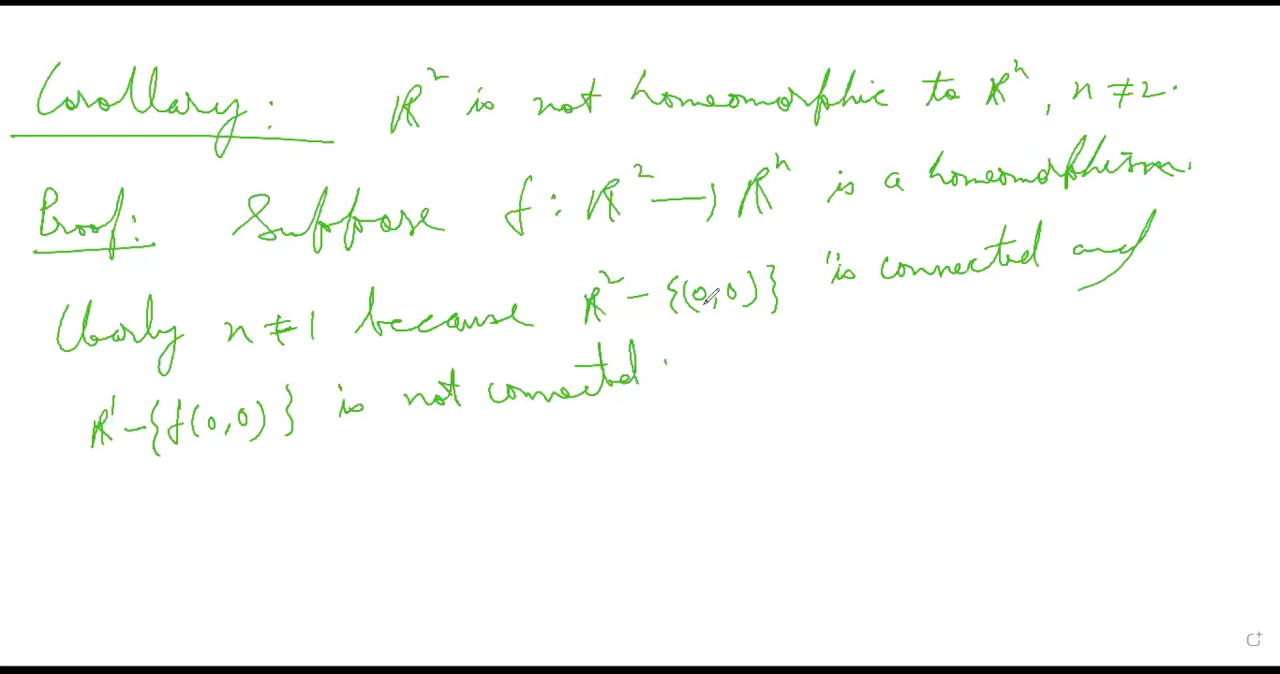 Corollary: ℝ² is not homeomorphic to ℝⁿ, n ≠ 2.
Proof: Suppose f : ℝ² → ℝⁿ is a homeomorphism.
Clearly n ≠ 1 because ℝ² − {(0,0)} is connected and
ℝ¹ − {f(0,0)} is not connected.